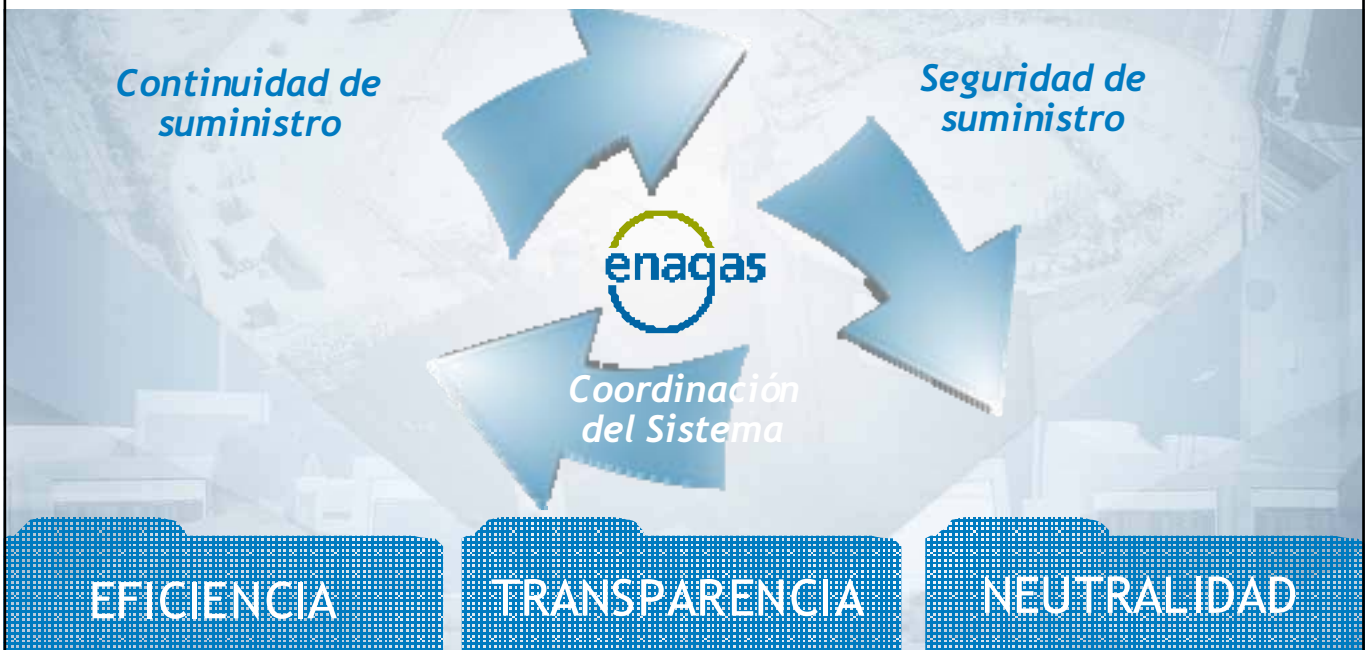 Continuidad de
suministro
Seguridad de
suministro
enagas
Coordinación
del Sistema
EFICIENCIA
TRANSPARENCIA
NEUTRALIDAD